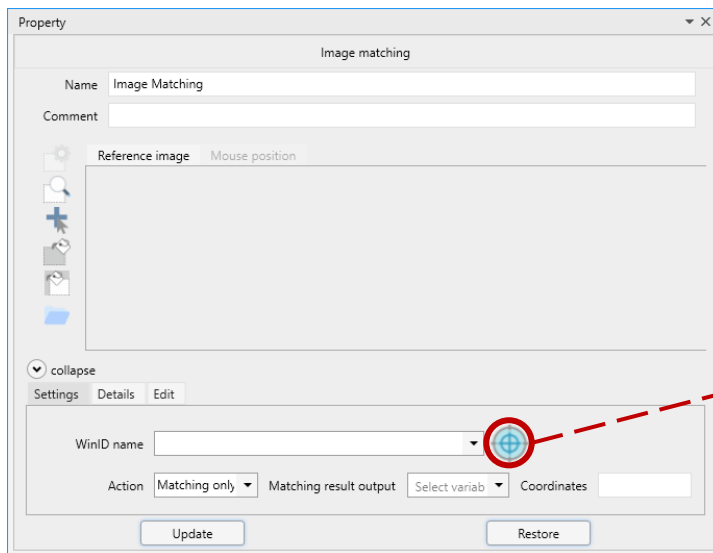 Property
Image matching
Name Image Matching
Comment
Reference image Mouse position
collapse
Settings Details Edit
WinID name
Action Matching only Matching result output Select variab Coordinates
Update Restore